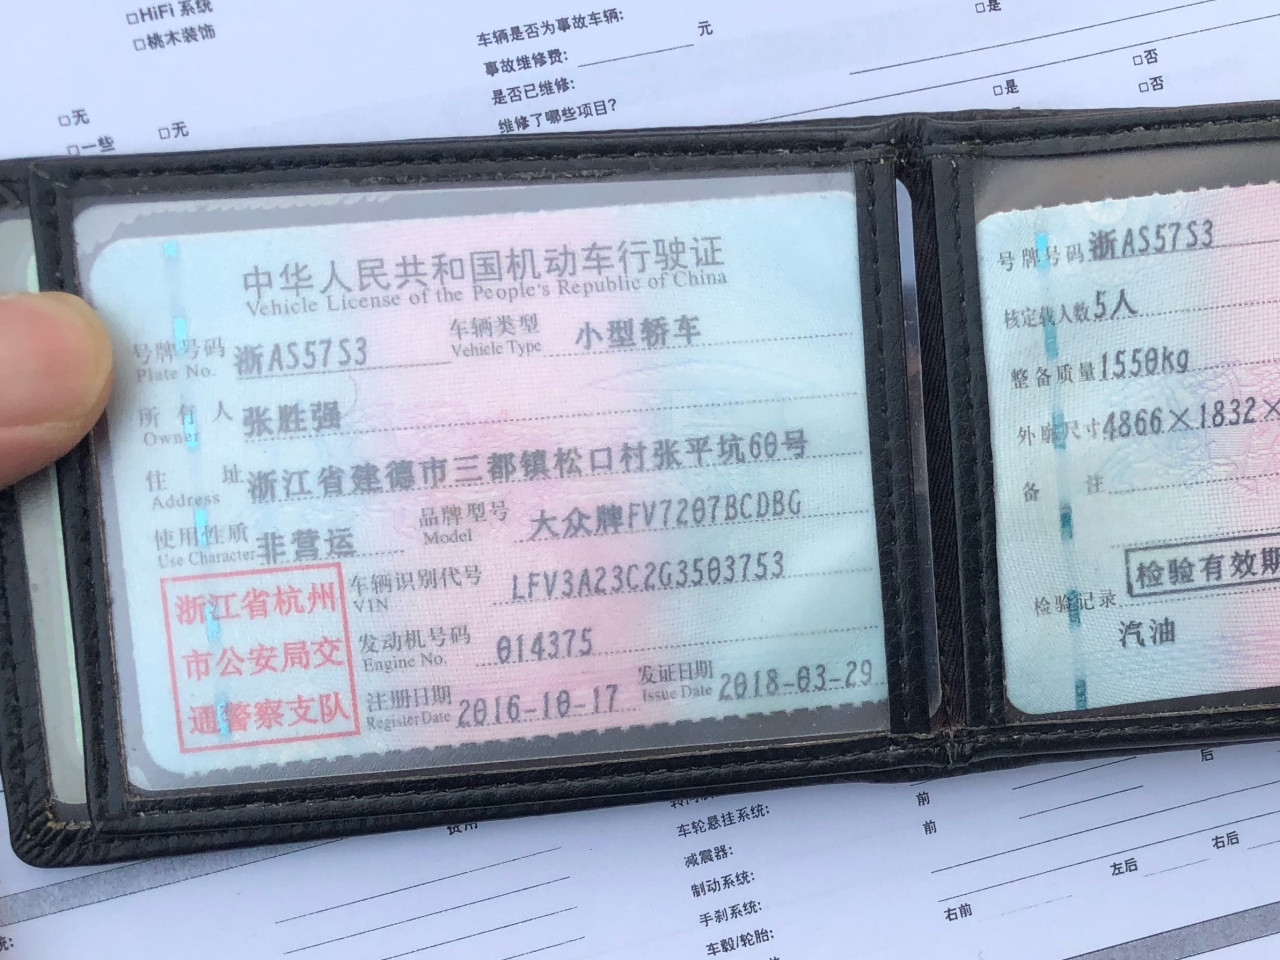 □HiFi 系统
□桃木装饰
□无
□一些
□无
车辆是否为事故车辆:
事故维修费: 元
是否已维修:
维修了哪些项目?
□是
□否
□是
□否
中华人民共和国机动车行驶证
Vehicle License of the People's Republic of China
号牌号码 浙AS57S3 车辆类型 小型轿车
Plate No. Vehicle Type
所有人 张胜强
Owner
住址 浙江省建德市三都镇松口村张平坑60号
Address
使用性质 非营运 品牌型号 大众牌FV7207BCDBG
Use Character Model
浙江省杭州
市公安局交
通警察支队
车辆识别代号 LFV3A23C2G3503753
VIN
发动机号码 014375
Engine No.
注册日期 2016-10-17 发证日期 2018-03-29
Register Date Issue Date
号牌号码 浙AS57S3
核定载人数 5人
整备质量 1550kg
外廓尺寸 4866×1832×
备注
检验有效期
检验记录
汽油
费用
后
车轮悬挂系统: 前
减震器: 前
制动系统: 左后 右后
手刹系统: 右前
车毂/轮胎:
统: